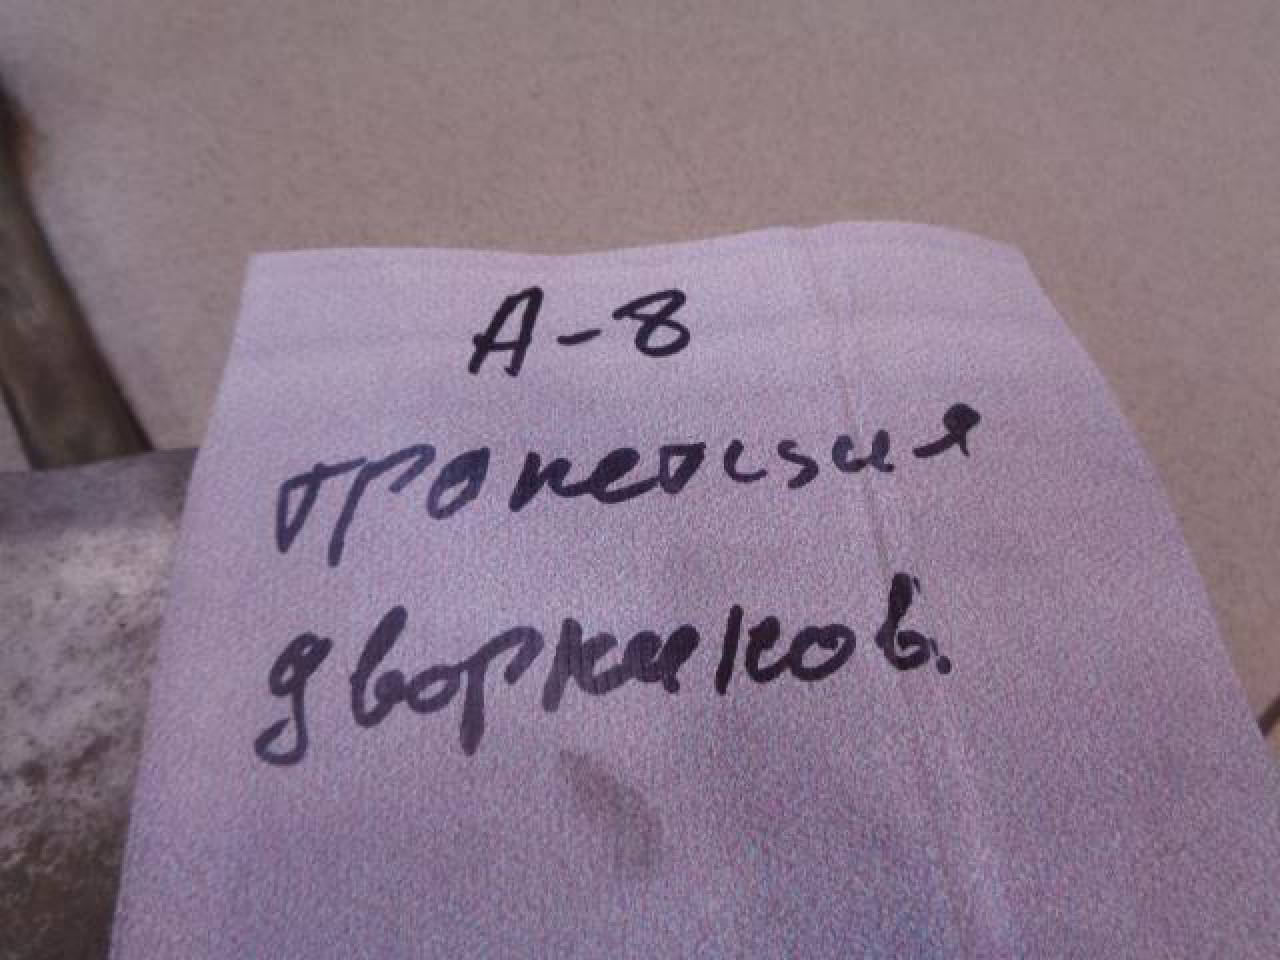 А-8
трапеция
дворников.